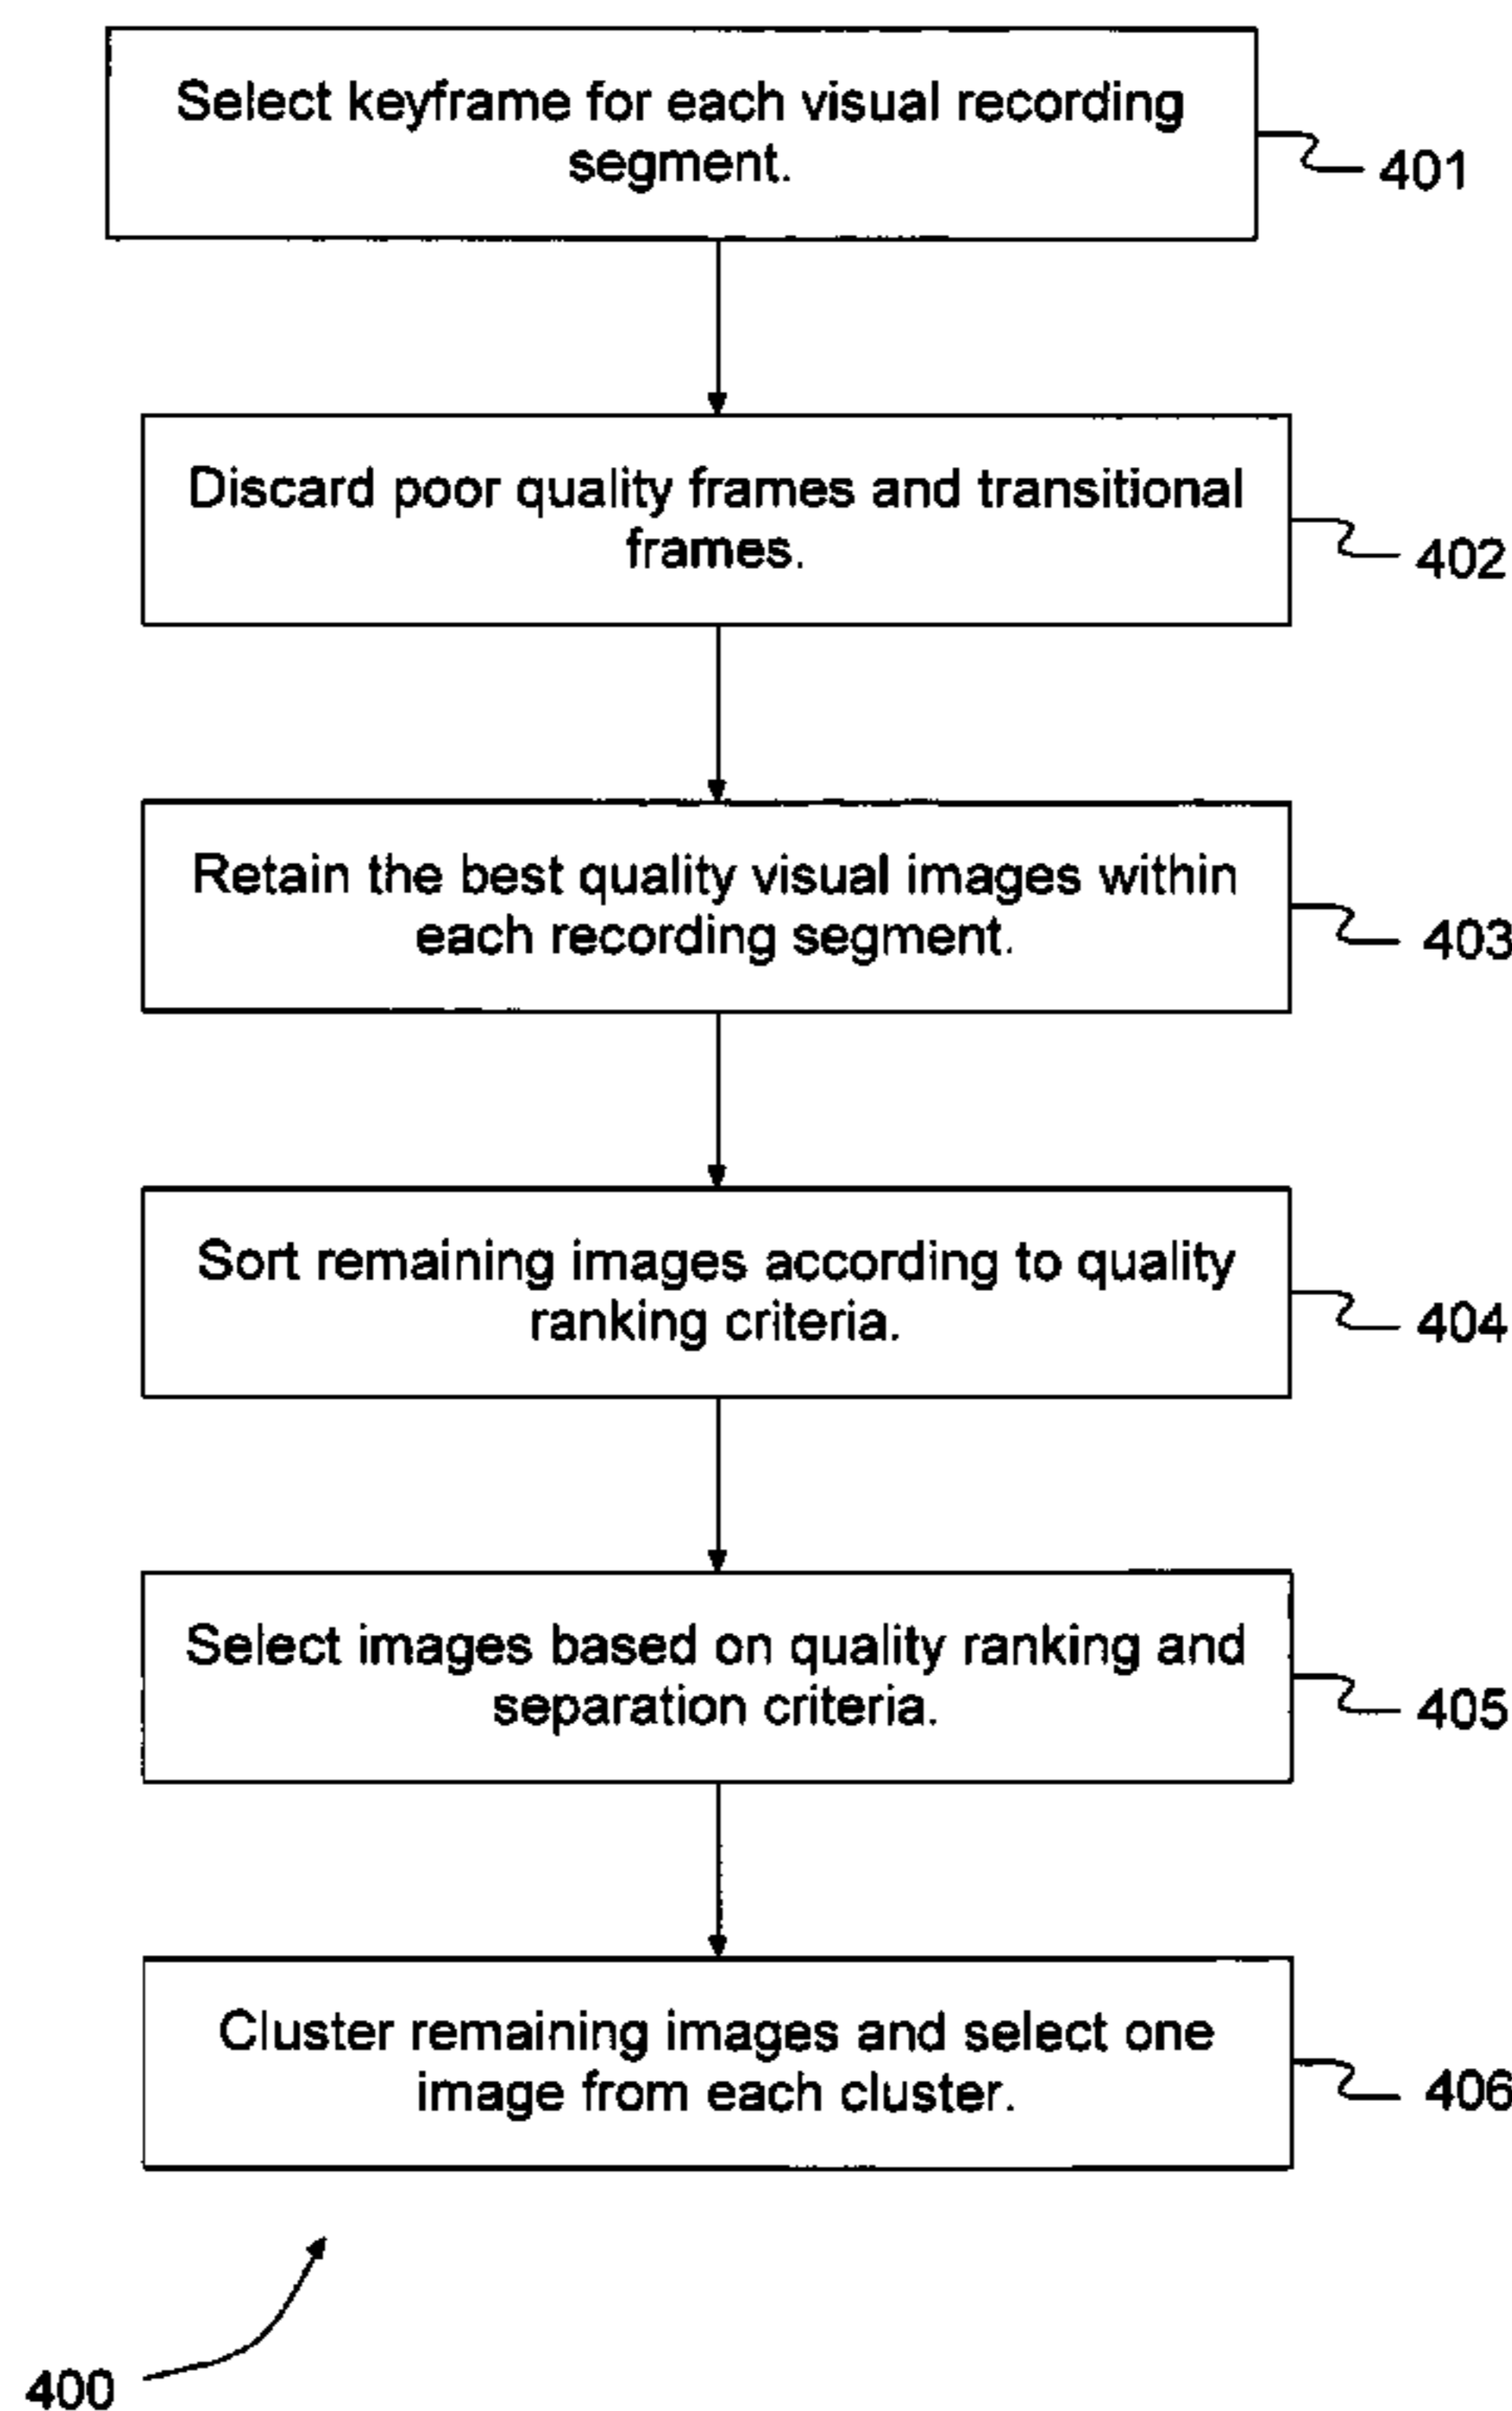 Select keyframe for each visual recording
segment.
401
Discard poor quality frames and transitional
frames.
402
Retain the best quality visual images within
each recording segment.
403
Sort remaining images according to quality
ranking criteria.
404
Select images based on quality ranking and
separation criteria.
405
Cluster remaining images and select one
image from each cluster.
406
400